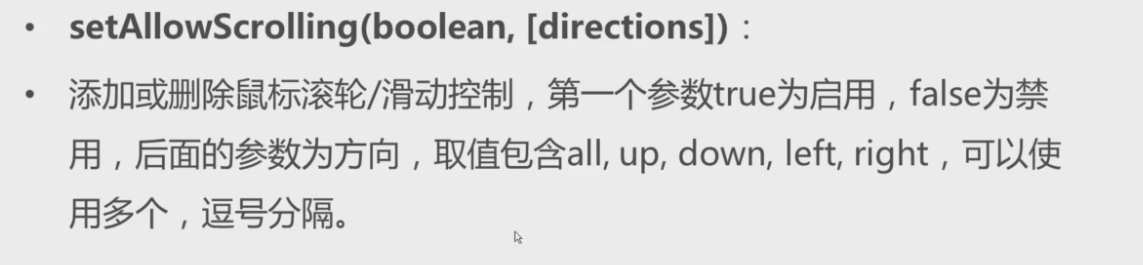 • setAllowScrolling(boolean, [directions])：
• 添加或删除鼠标滚轮/滑动控制，第一个参数true为启用，false为禁
用，后面的参数为方向，取值包含all, up, down, left, right，可以使
用多个，逗号分隔。